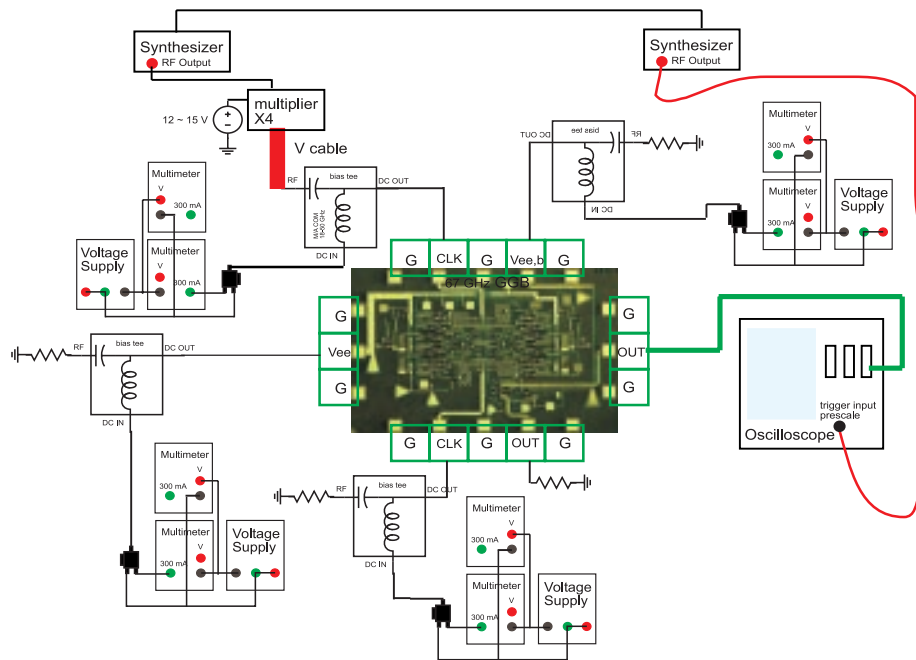 Synthesizer
RF Output
Synthesizer
RF Output
multiplier
X4
12 ~ 15 V
V cable
RF
bias tee
DC OUT
M/A COM
18-50 GHz
DC IN
DC OUT
bias tee
RF
DC IN
Multimeter
V
300 mA
Multimeter
V
300 mA
Voltage
Supply
Multimeter
V
300 mA
Voltage
Supply
Multimeter
V
300 mA
G
CLK
G
Vee,b
G
67 GHz GGB
G
Vee
G
G
OUT
G
G
CLK
G
OUT
G
RF
bias tee
DC OUT
DC IN
trigger input
prescale
Oscilloscope
Multimeter
V
300 mA
Multimeter
V
300 mA
Voltage
Supply
RF
bias tee
DC OUT
DC IN
Multimeter
V
300 mA
Multimeter
V
300 mA
Voltage
Supply